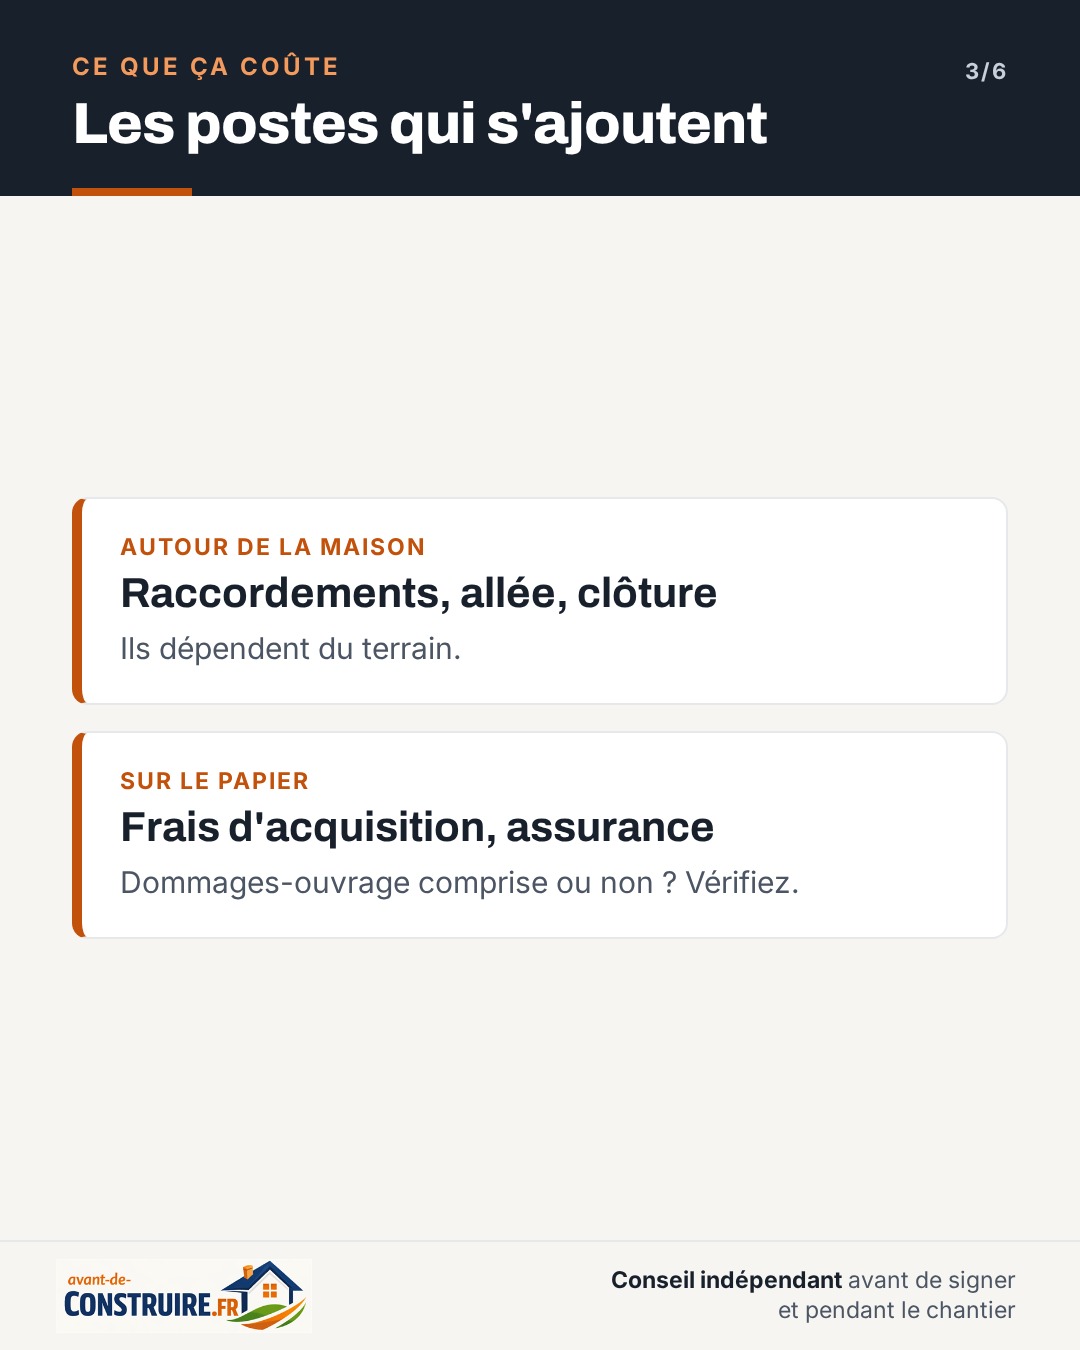 CE QUE ÇA COÛTE
3/6
Les postes qui s'ajoutent
AUTOUR DE LA MAISON
Raccordements, allée, clôture
Ils dépendent du terrain.
SUR LE PAPIER
Frais d'acquisition, assurance
Dommages-ouvrage comprise ou non ? Vérifiez.
avant-de-
CONSTRUIRE.FR
Conseil indépendant avant de signer
et pendant le chantier